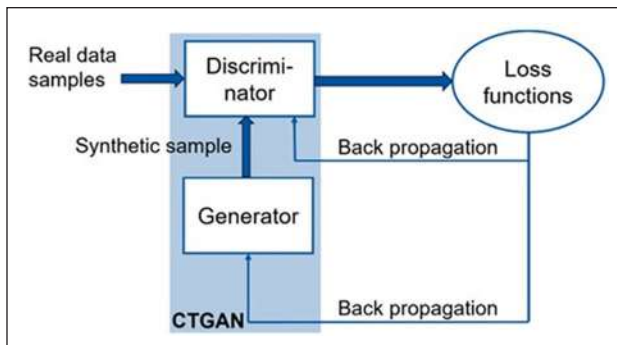 Real data
samples
Discrimi-
nator
Loss
functions
Synthetic sample
Back propagation
Generator
Back propagation
CTGAN